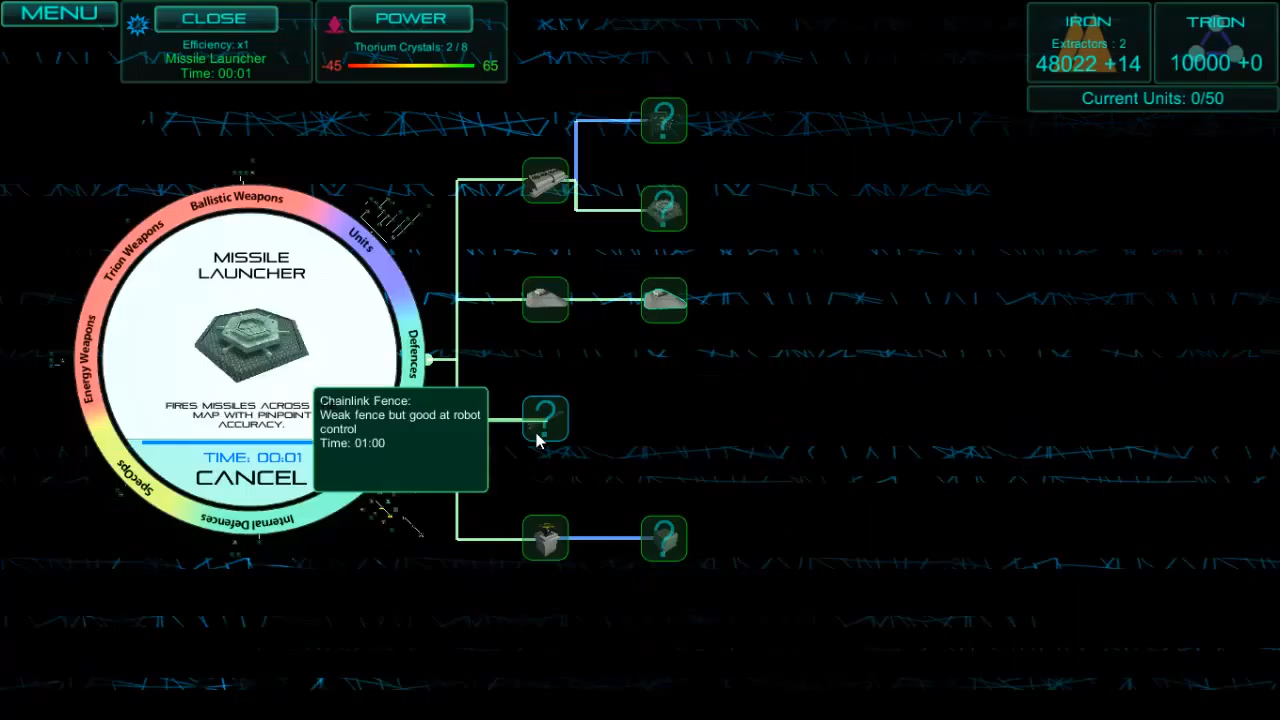 MENU
CLOSE
Efficiency: x1
Missile Launcher
Time: 00:01
POWER
Thorium Crystals: 2 / 8
-45
65
IRON
Extractors : 2
48022 +14
TRION
10000 +0
Current Units: 0/50
Ballistic Weapons
Units
Trion Weapons
Defences
Energy Weapons
SpecOps
Internal Defences
MISSILE
LAUNCHER
FIRES MISSILES ACROSS
MAP WITH PINPOINT
ACCURACY.
TIME: 00:01
CANCEL
Chainlink Fence:
Weak fence but good at robot
control
Time: 01:00
?
?
?
?